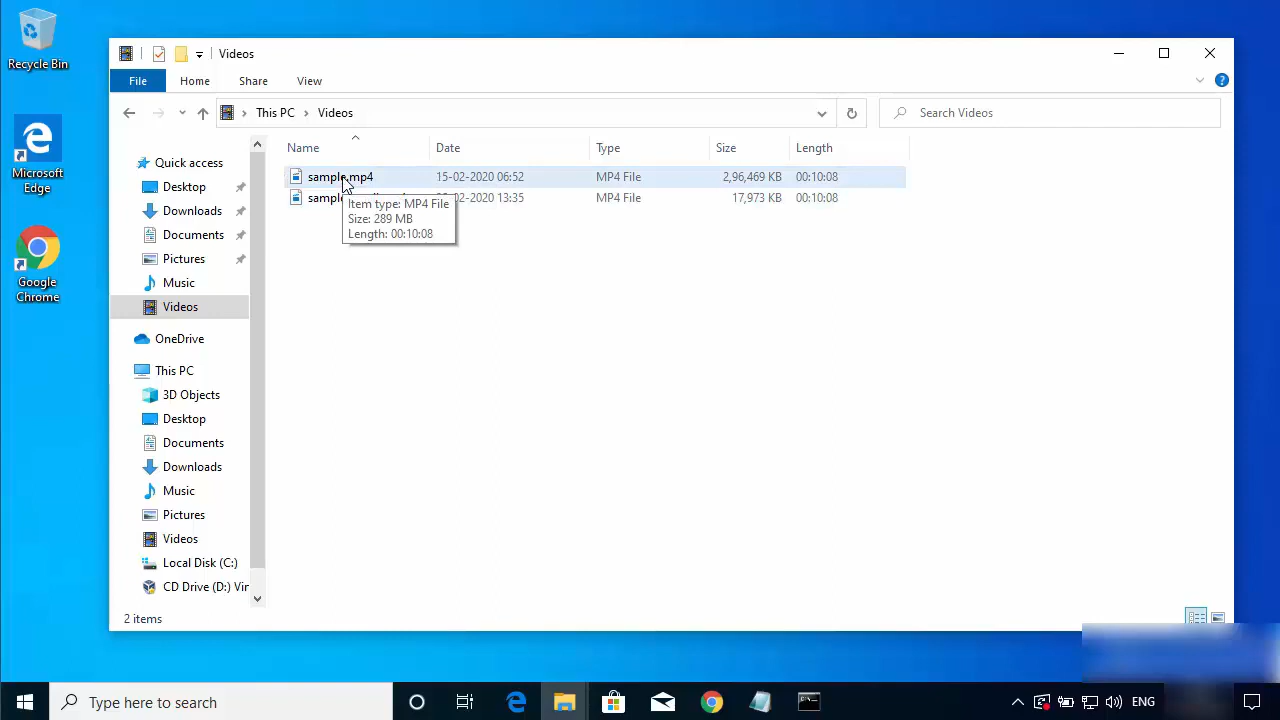 Recycle Bin
Microsoft
Edge
Google
Chrome
Videos
File Home Share View
This PC Videos
Search Videos
Name Date Type Size Length
sample.mp4 15-02-2020 06:52 MP4 File 2,96,469 KB 00:10:08
13:35 MP4 File 17,973 KB 00:10:08
Item type: MP4 File
Size: 289 MB
Length: 00:10:08
Quick access
Desktop
Downloads
Documents
Pictures
Music
Videos
OneDrive
This PC
3D Objects
Desktop
Documents
Downloads
Music
Pictures
Videos
Local Disk (C:)
CD Drive (D:) Vir
2 items
Type here to search
ENG